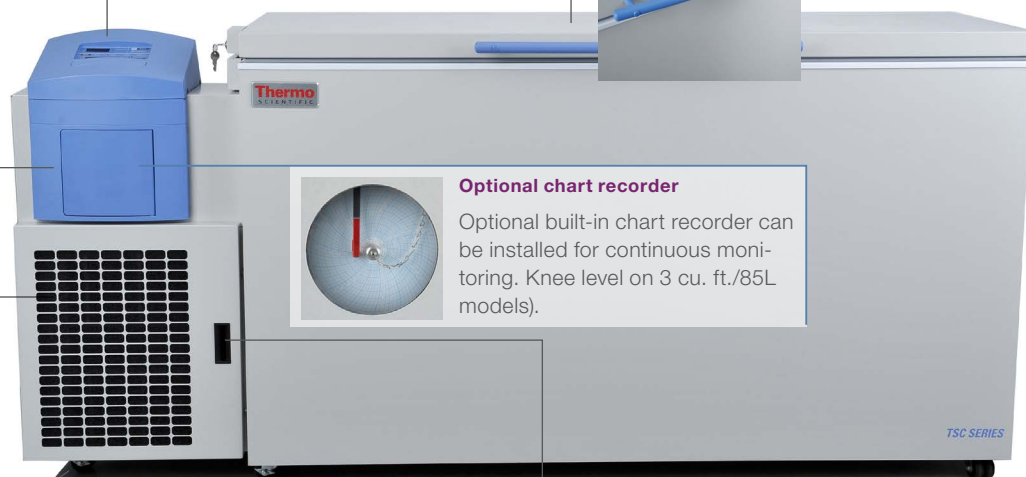 Thermo
SCIENTIFIC
Optional chart recorder
Optional built-in chart recorder can
be installed for continuous moni-
toring. Knee level on 3 cu. ft./85L
models).
TSC SERIES